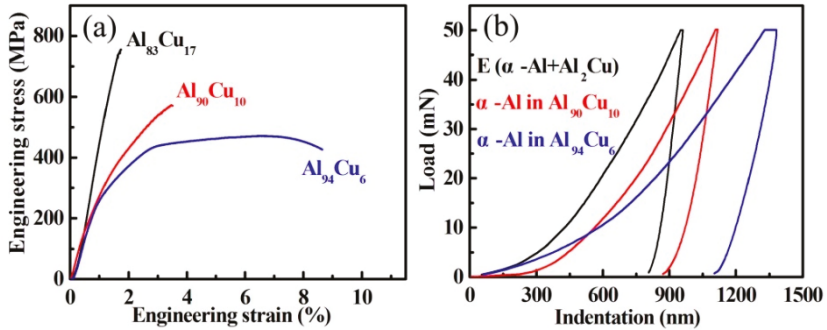 (a)
Engineering stress (MPa)
800
600
400
200
0
Al83Cu17
Al90Cu10
Al94Cu6
0 2 4 6 8 10
Engineering strain (%)
(b)
Load (mN)
50
40
30
20
10
0
E (α -Al+Al2Cu)
α -Al in Al90Cu10
α -Al in Al94Cu6
0 300 600 900 1200 1500
Indentation (nm)